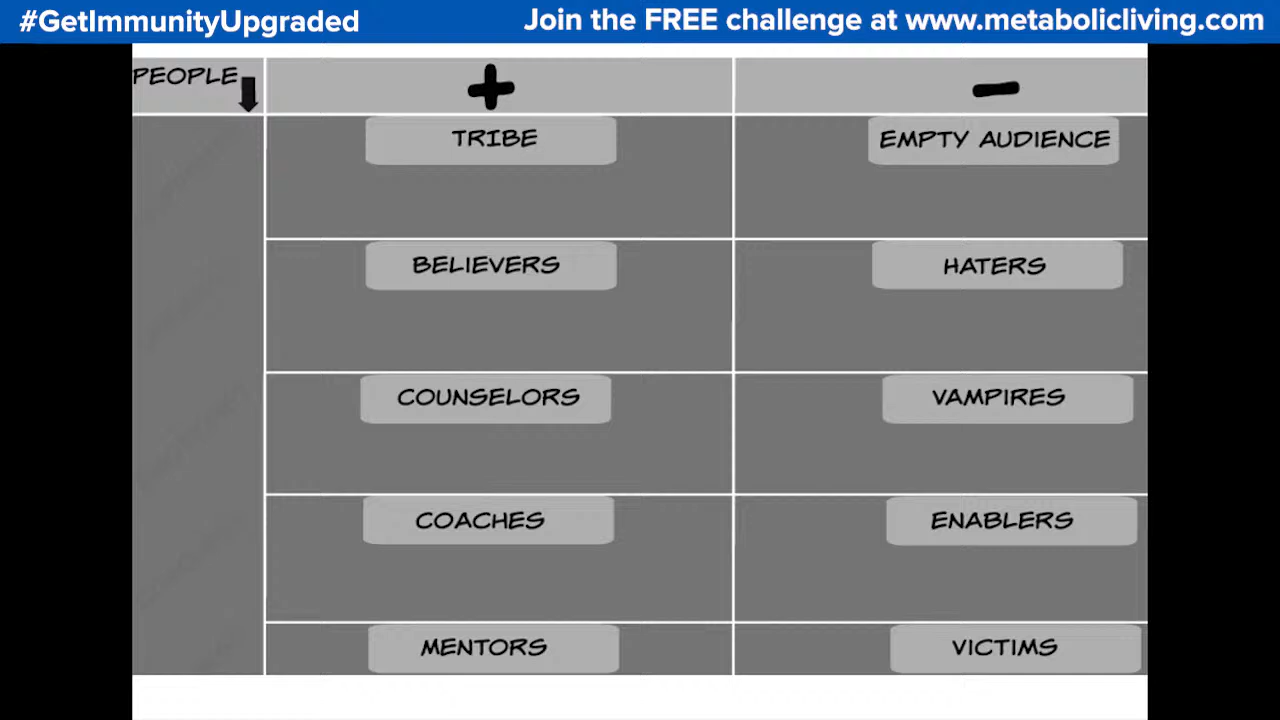 #GetImmunityUpgraded
Join the FREE challenge at www.metabolicliving.com
PEOPLE
+
-
TRIBE
EMPTY AUDIENCE
BELIEVERS
HATERS
COUNSELORS
VAMPIRES
COACHES
ENABLERS
MENTORS
VICTIMS